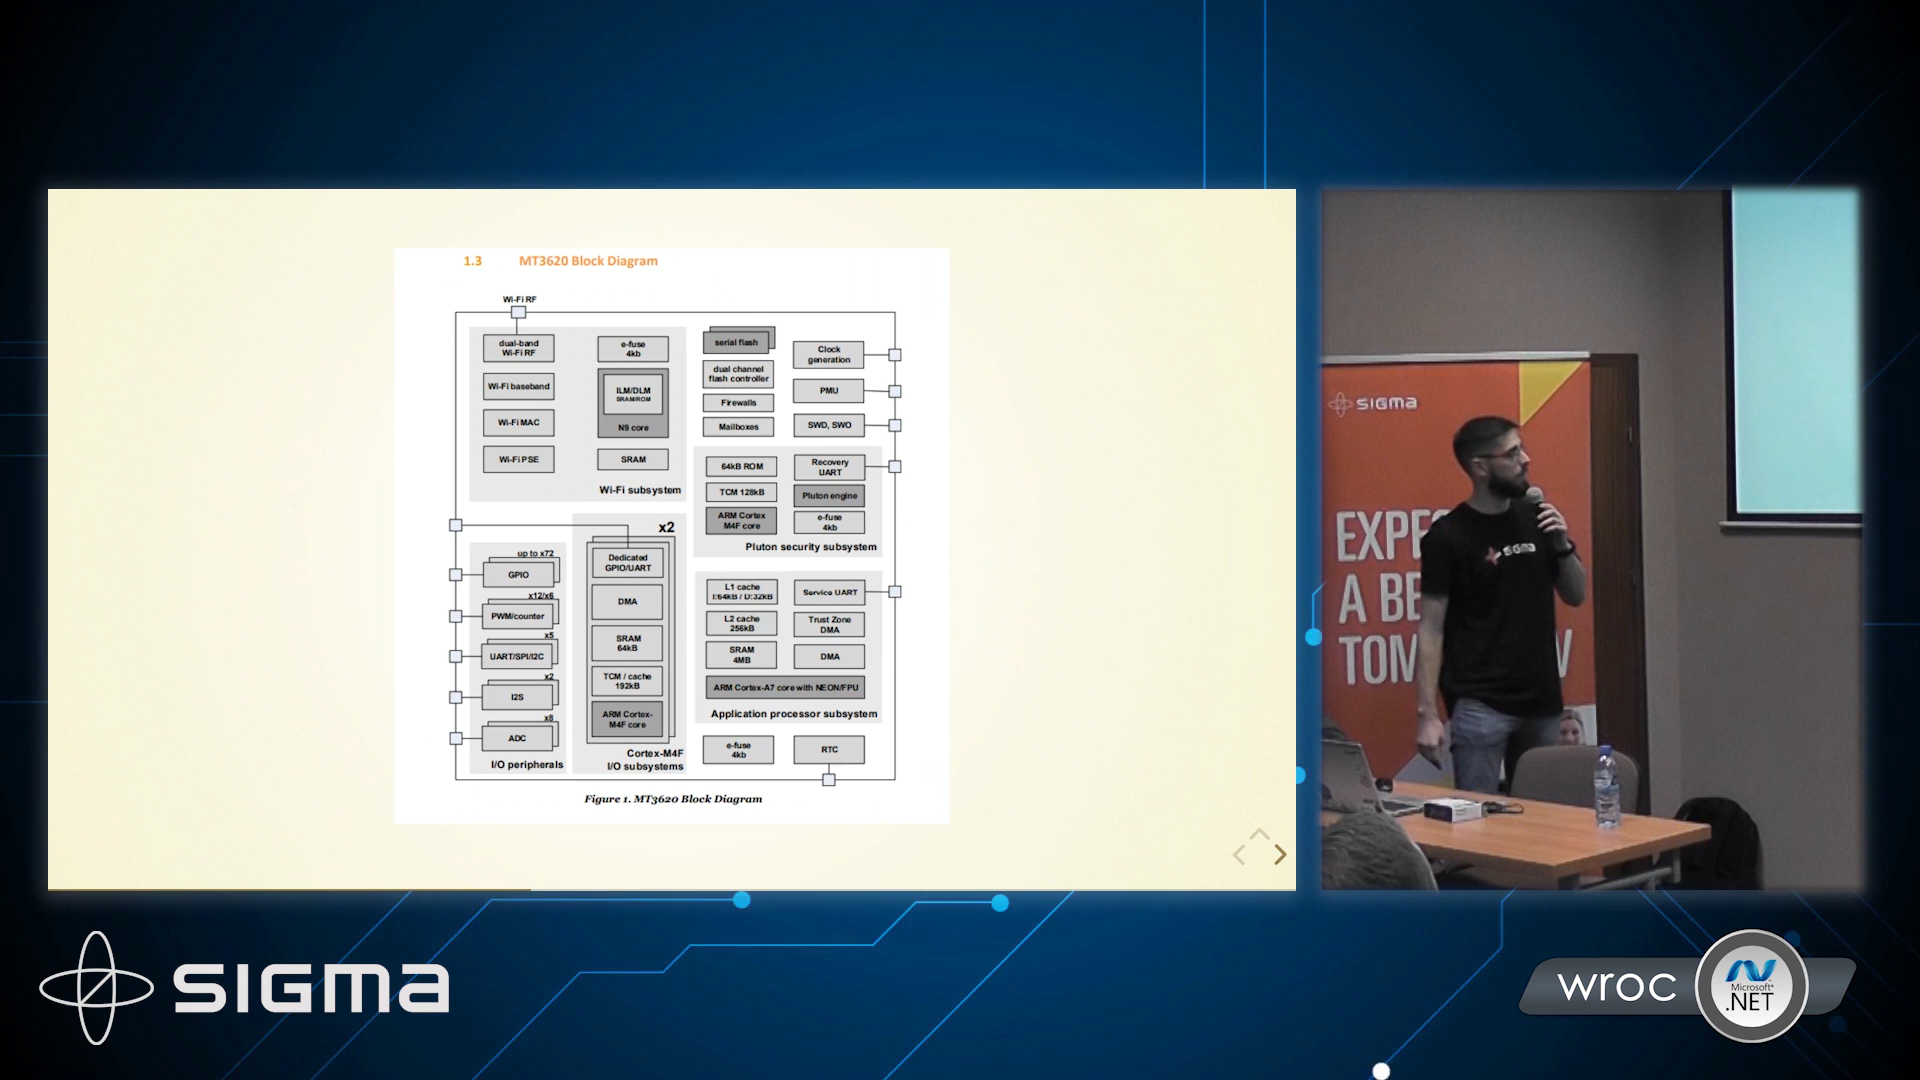 1.3 MT3620 Block Diagram
Wi-Fi RF
dual-band
Wi-Fi RF
Wi-Fi baseband
Wi-Fi MAC
Wi-Fi PSE
e-fuse
4kb
ILM/DLM
SRAM/ROM
N9 core
SRAM
Wi-Fi subsystem
serial flash
dual channel
flash controller
Firewalls
Mailboxes
Clock
generation
PMU
SWD, SWO
64kB ROM
TCM 128kB
ARM Cortex
M4F core
Recovery
UART
Pluton engine
e-fuse
4kb
Pluton security subsystem
up to x72
GPIO
x12/x6
PWM/counter
x5
UART/SPI/I2C
x2
I2S
x8
ADC
I/O peripherals
x2
Dedicated
GPIO/UART
DMA
SRAM
64kB
TCM / cache
192kB
ARM Cortex-
M4F core
Cortex-M4F
I/O subsystems
L1 cache
I:64kB / D:32kB
L2 cache
256kB
SRAM
4MB
Service UART
Trust Zone
DMA
DMA
ARM Cortex-A7 core with NEON/FPU
Application processor subsystem
e-fuse
4kb
RTC
Figure 1. MT3620 Block Diagram
SIGMA
EXPE
A BE
TOM W
SIGMA
SIGMA
wroc
Microsoft
.NET